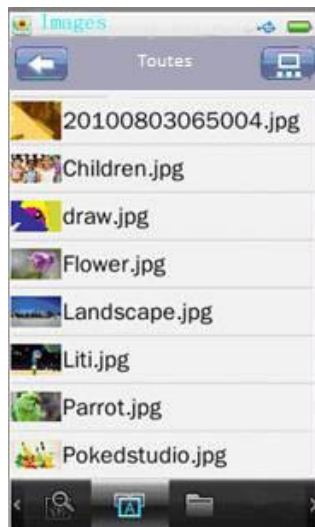 Images
Toutes
20100803065004.jpg
Children.jpg
draw.jpg
Flower.jpg
Landscape.jpg
Liti.jpg
Parrot.jpg
Pokedstudio.jpg
A